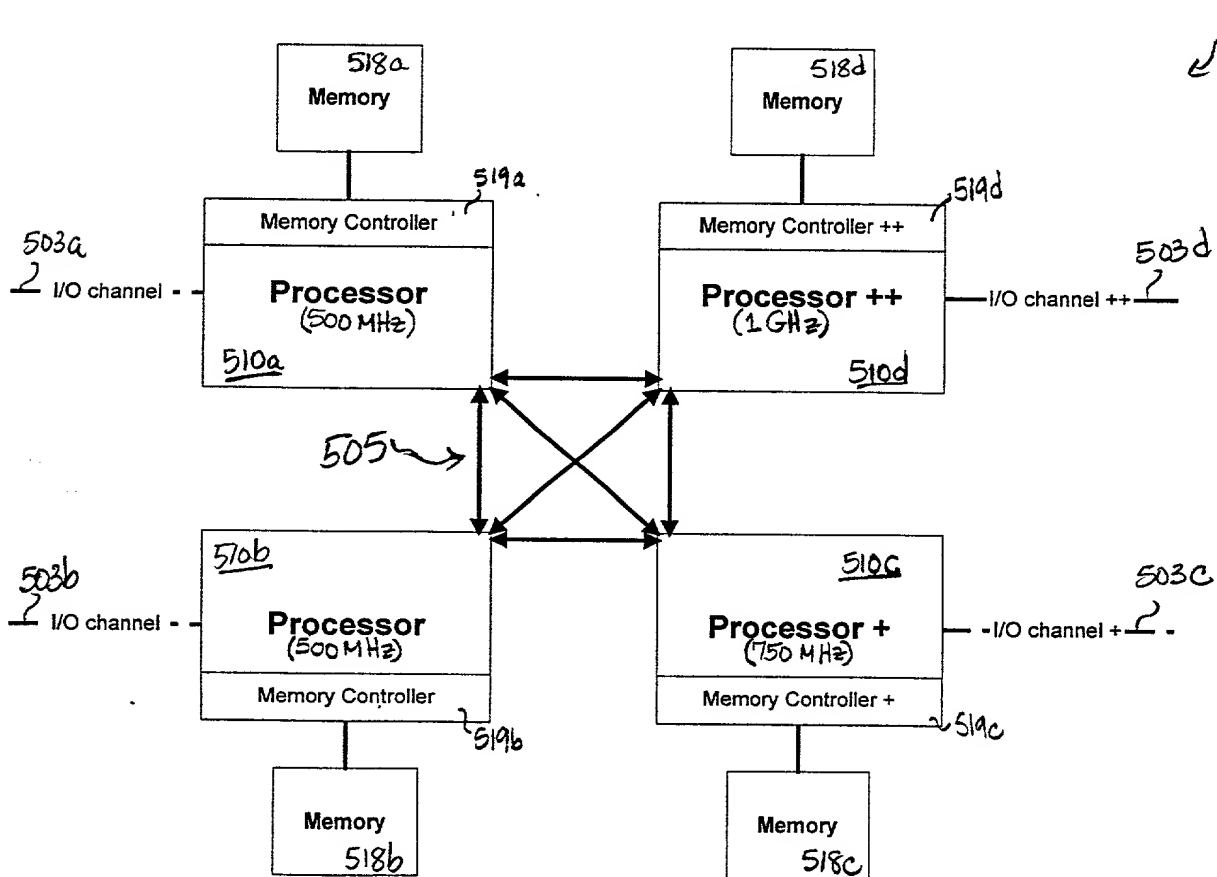 518a
Memory
518d
Memory
519a
Memory Controller
519d
Memory Controller ++
503a
I/O channel
Processor
(500 MHz)
510a
503d
I/O channel ++
Processor ++
(1 GHz)
510d
505
503b
I/O channel
510b
Processor
(500 MHz)
Memory Controller
519b
510c
Processor +
(750 MHz)
503c
I/O channel +
Memory Controller +
519c
Memory
518b
Memory
518c